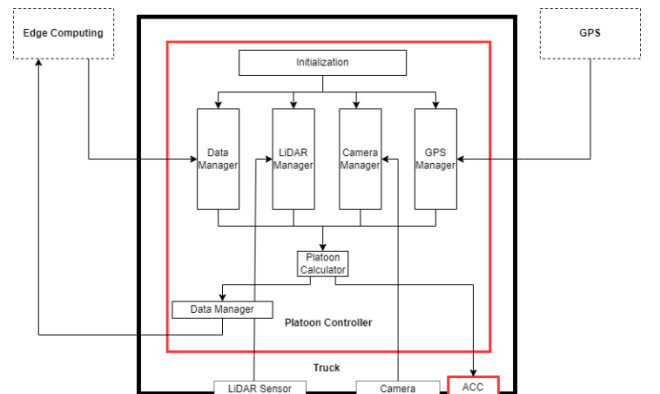 Edge Computing
GPS
Initialization
Data
Manager
LiDAR
Manager
Camera
Manager
GPS
Manager
Platoon
Calculator
Data Manager
Platoon Controller
Truck
LiDAR Sensor
Camera
ACC